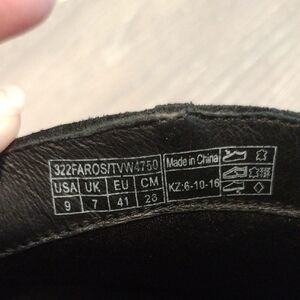 322FAROS/TVW4750
USA UK EU CM
9 7 41 26
Made in China
KZ:6-10-16